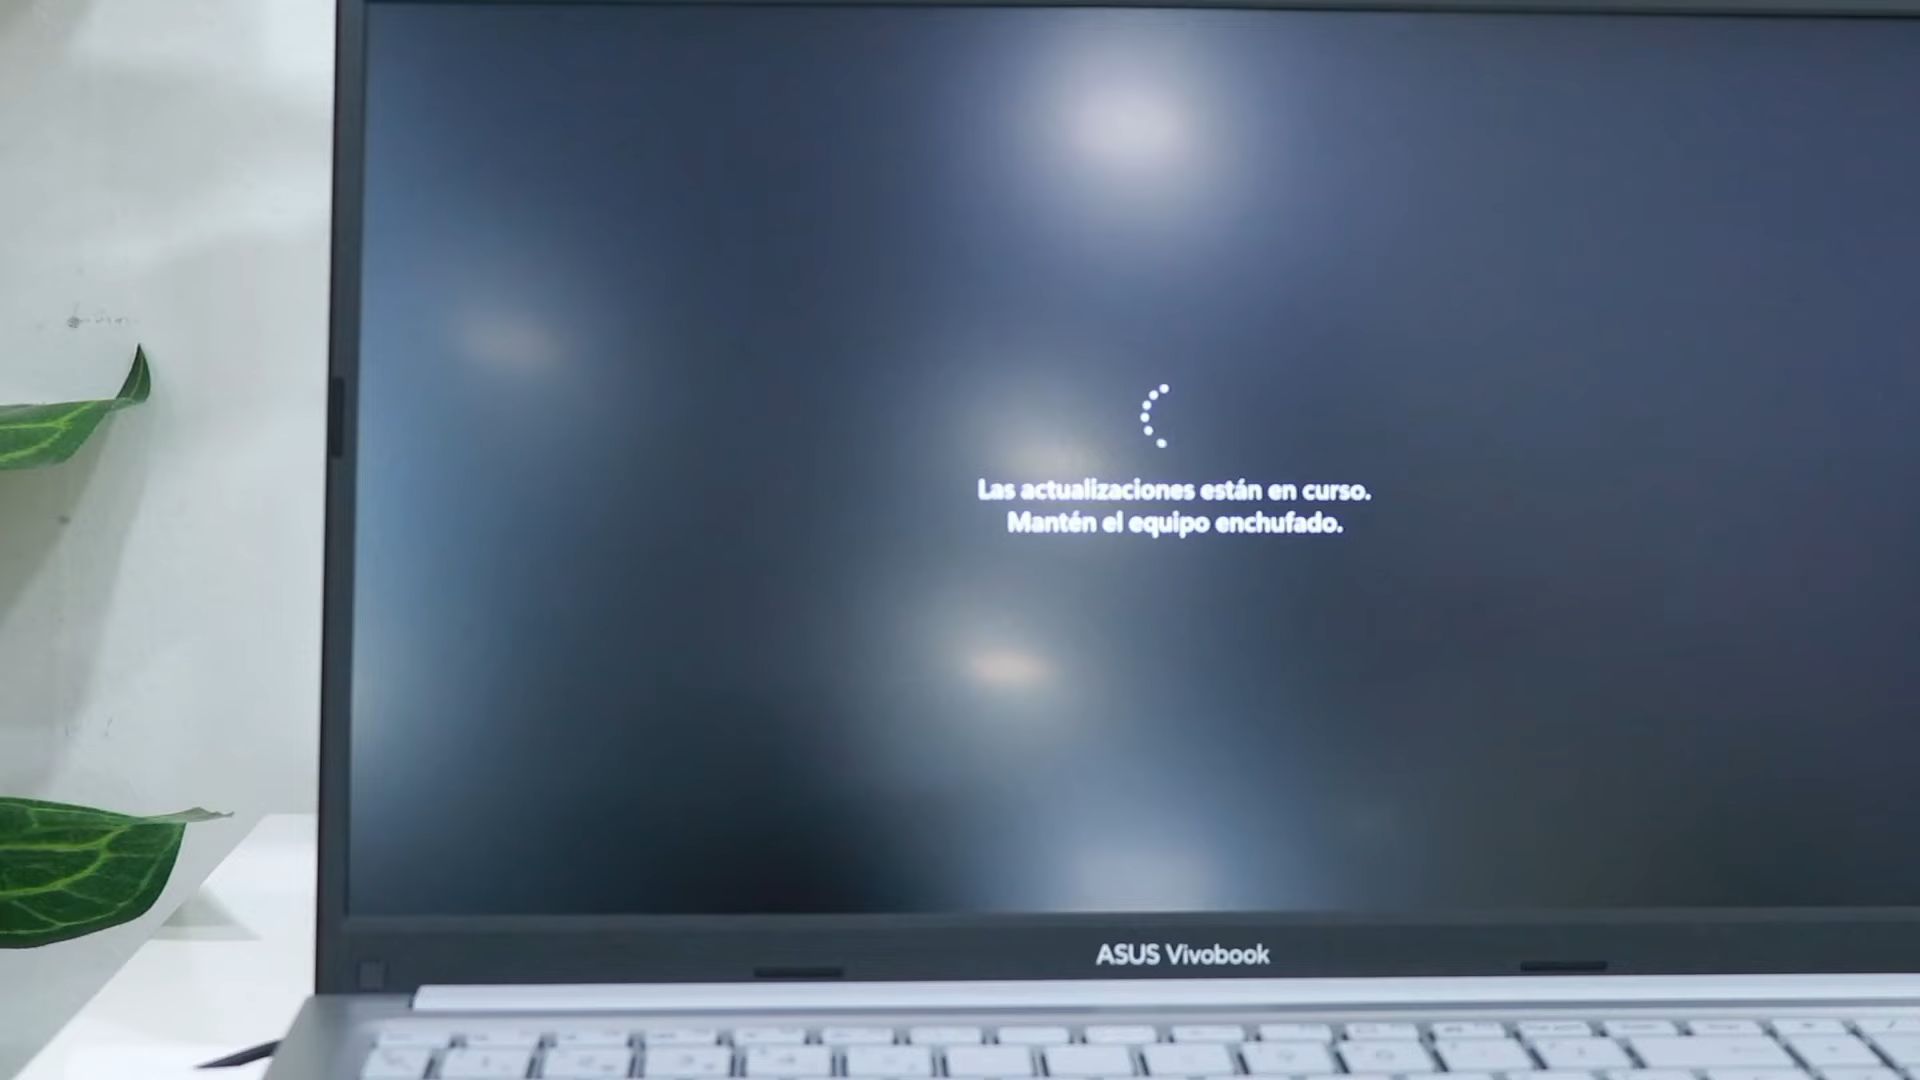 Las actualizaciones están en curso.
Mantén el equipo enchufado.
ASUS Vivobook